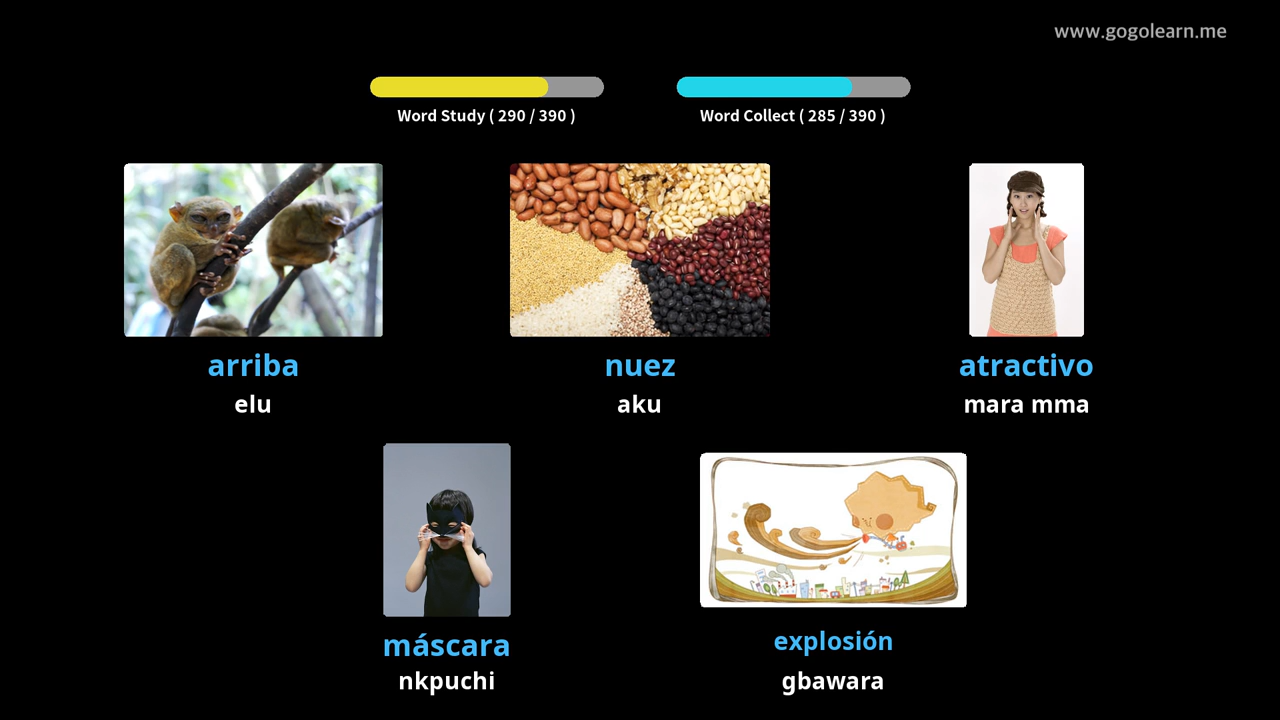 www.gogolearn.me
Word Study ( 290 / 390 )
Word Collect ( 285 / 390 )
arriba
elu
nuez
aku
atractivo
mara mma
máscara
nkpuchi
explosión
gbawara